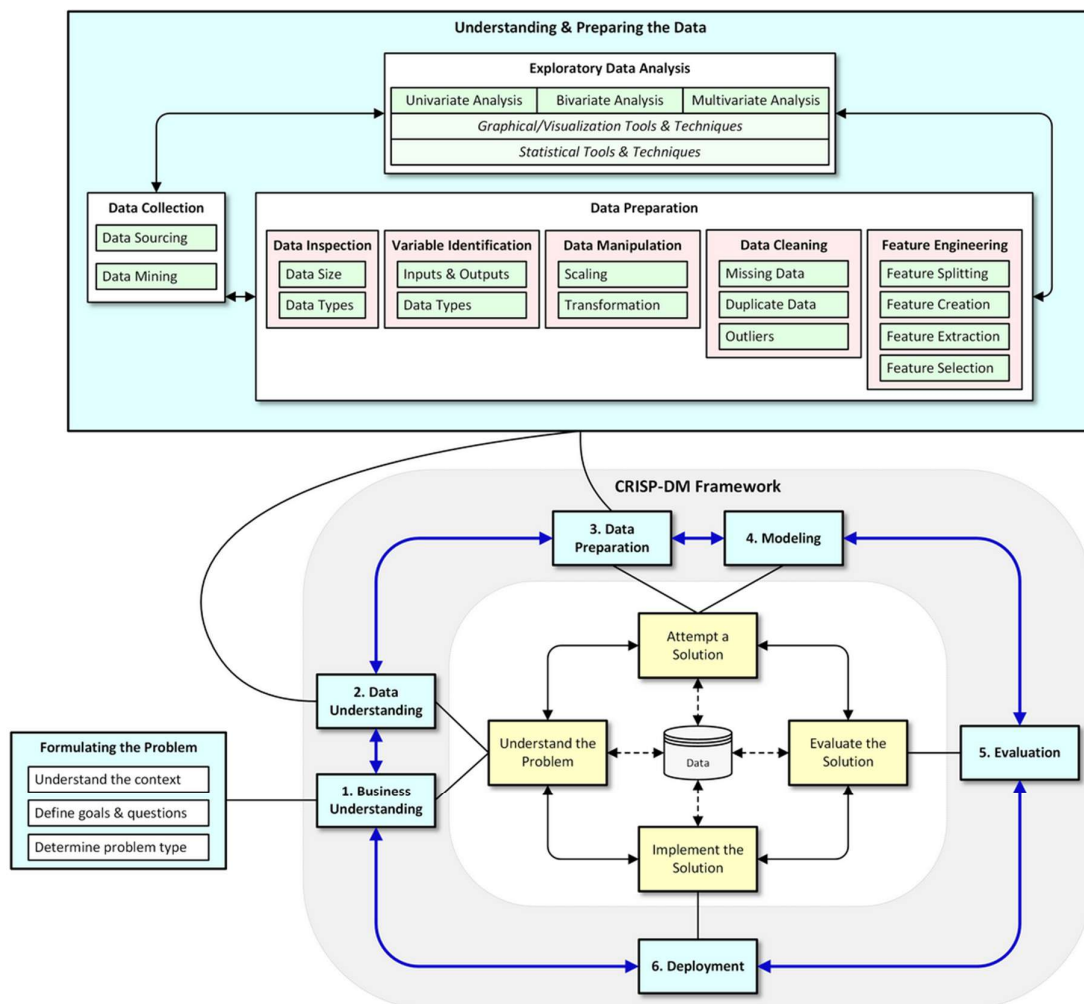 Understanding & Preparing the Data
Exploratory Data Analysis
Univariate Analysis
Bivariate Analysis
Multivariate Analysis
Graphical/Visualization Tools & Techniques
Statistical Tools & Techniques
Data Collection
Data Sourcing
Data Mining
Data Preparation
Data Inspection
Data Size
Data Types
Variable Identification
Inputs & Outputs
Data Types
Data Manipulation
Scaling
Transformation
Data Cleaning
Missing Data
Duplicate Data
Outliers
Feature Engineering
Feature Splitting
Feature Creation
Feature Extraction
Feature Selection
CRISP-DM Framework
3. Data
Preparation
4. Modeling
Attempt a
Solution
2. Data
Understanding
Understand the
Problem
Data
Evaluate the
Solution
5. Evaluation
Formulating the Problem
Understand the context
Define goals & questions
Determine problem type
1. Business
Understanding
Implement the
Solution
6. Deployment